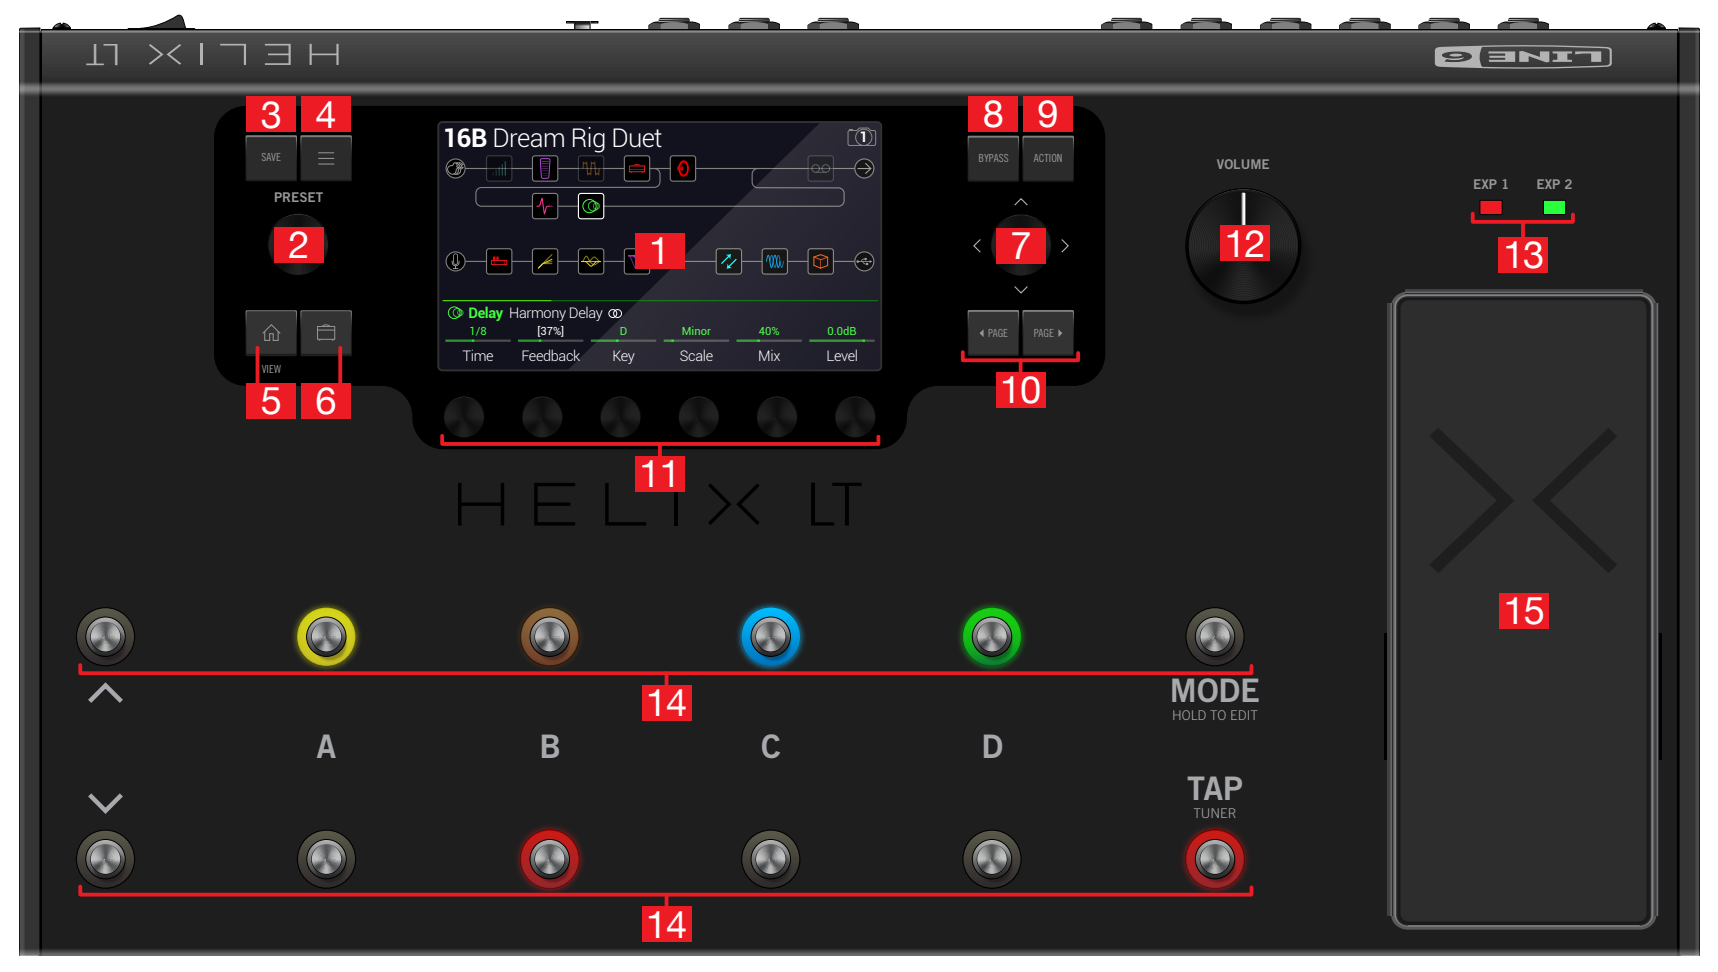 HELIX LT
LINE 6
3
4
8
9
SAVE
BYPASS
ACTION
16B Dream Rig Duet
1
VOLUME
PRESET
EXP 1
EXP 2
2
1
7
12
13
Delay Harmony Delay
1/8
[37%]
D
Minor
40%
0.0dB
Time
Feedback
Key
Scale
Mix
Level
PAGE
PAGE
VIEW
5
6
10
11
HELIX LT
15
14
MODE
HOLD TO EDIT
A
B
C
D
TAP
TUNER
14